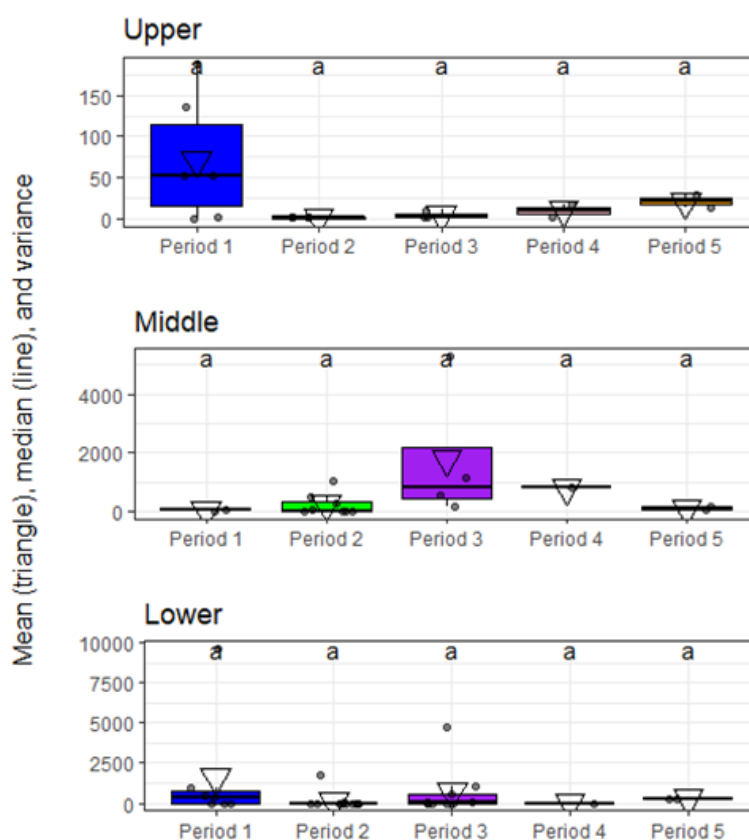 Upper
a a a a a
150
100
50
0
Period 1 Period 2 Period 3 Period 4 Period 5
Mean (triangle), median (line), and variance
Middle
a a a a a
4000
2000
0
Period 1 Period 2 Period 3 Period 4 Period 5
Lower
10000
a a a a a
7500
5000
2500
0
Period 1 Period 2 Period 3 Period 4 Period 5